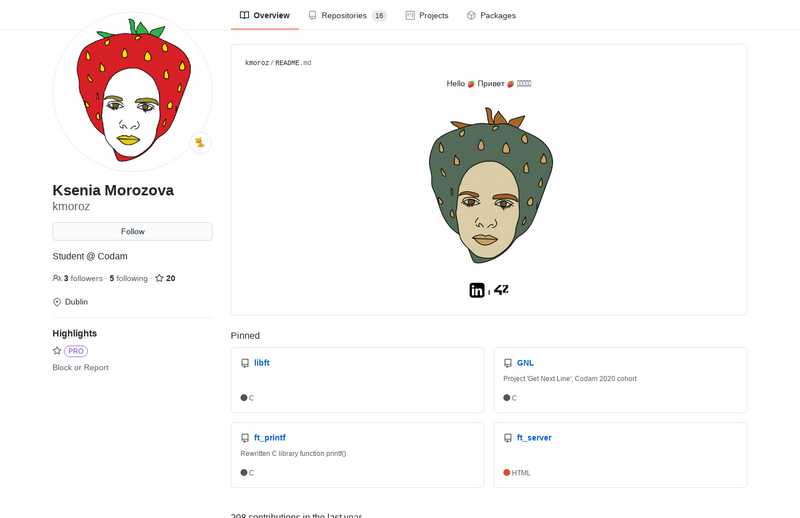 Overview
Repositories 16
Projects
Packages
Ksenia Morozova
kmoroz
Follow
Student @ Codam
3 followers · 5 following · 20
Dublin
Highlights
PRO
Block or Report
kmoroz / README.md
Hello 🍓 Привет 🍓
in 42
Pinned
libft
C
GNL
Project 'Get Next Line', Codam 2020 cohort
C
ft_printf
Rewritten C library function printf()
C
ft_server
HTML
208 contributions in the last year